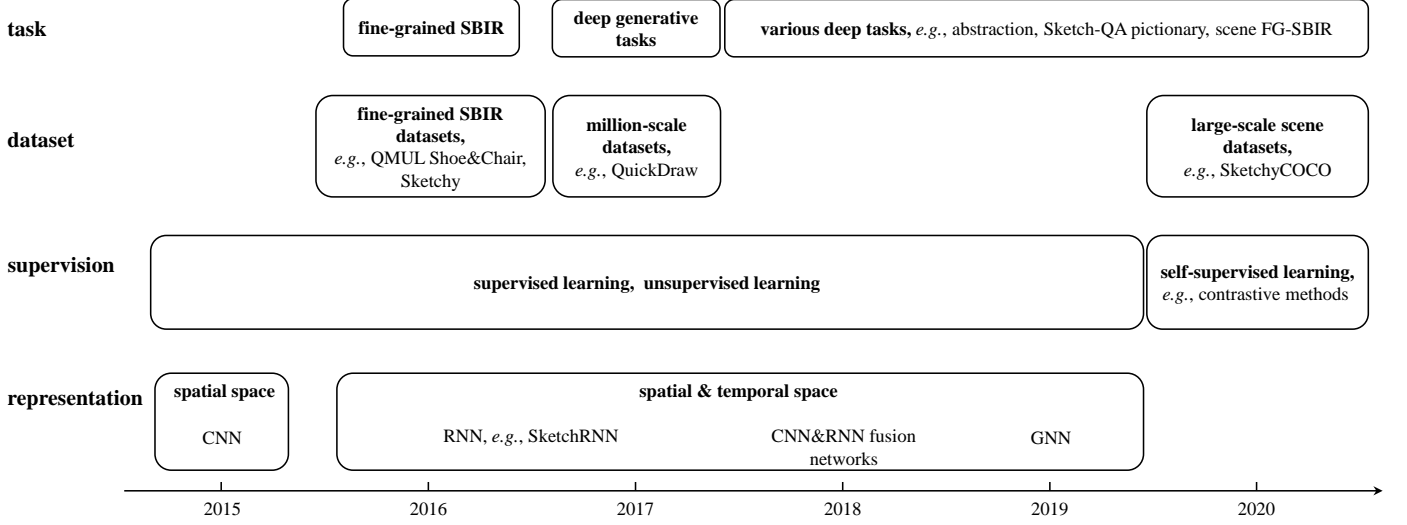 task
fine-grained SBIR
deep generative
tasks
various deep tasks, e.g., abstraction, Sketch-QA pictionary, scene FG-SBIR
dataset
fine-grained SBIR
datasets,
e.g., QMUL Shoe&Chair,
Sketchy
million-scale
datasets,
e.g., QuickDraw
large-scale scene
datasets,
e.g., SketchyCOCO
supervision
supervised learning, unsupervised learning
self-supervised learning,
e.g., contrastive methods
representation
spatial space
CNN
spatial & temporal space
RNN, e.g., SketchRNN
CNN&RNN fusion
networks
GNN
2015
2016
2017
2018
2019
2020